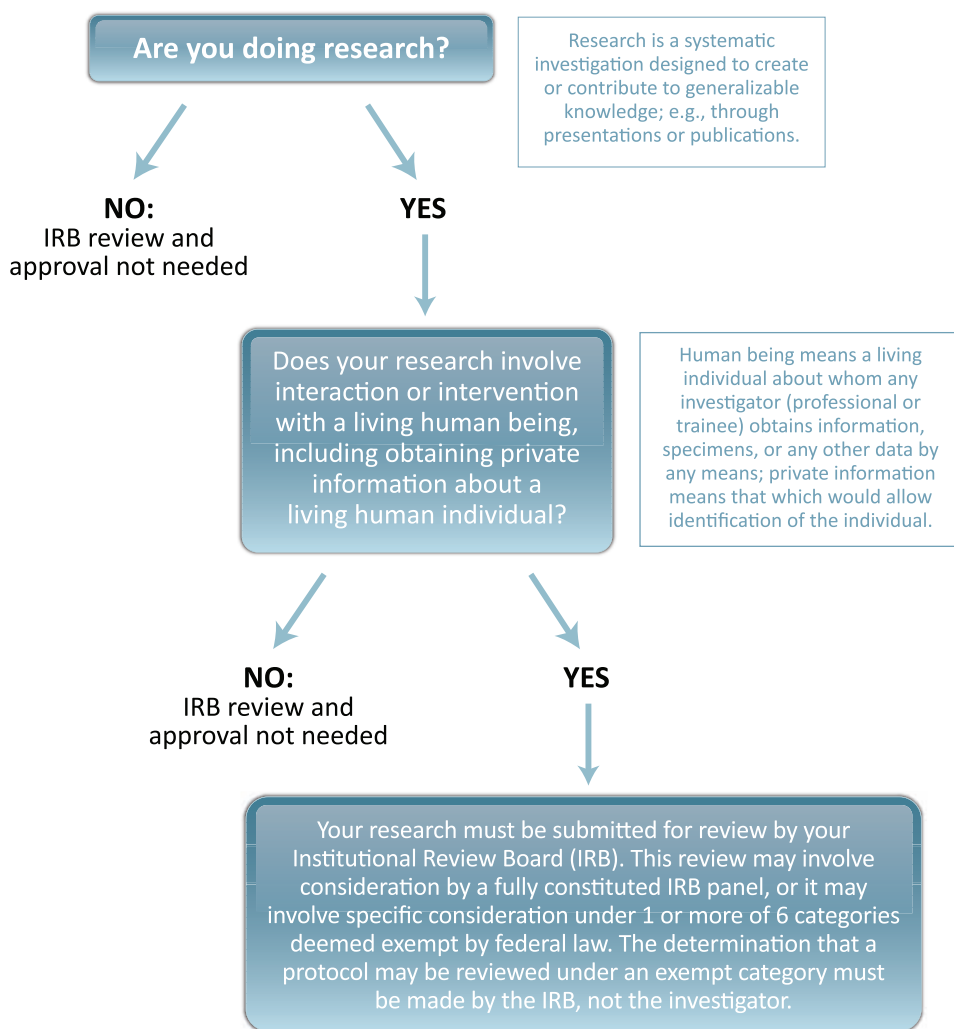 Are you doing research?
Research is a systematic
investigation designed to create
or contribute to generalizable
knowledge; e.g., through
presentations or publications.
NO:
IRB review and
approval not needed
YES
Does your research involve
interaction or intervention
with a living human being,
including obtaining private
information about a
living human individual?
Human being means a living
individual about whom any
investigator (professional or
trainee) obtains information,
specimens, or any other data by
any means; private information
means that which would allow
identification of the individual.
NO:
IRB review and
approval not needed
YES
Your research must be submitted for review by your
Institutional Review Board (IRB). This review may involve
consideration by a fully constituted IRB panel, or it may
involve specific consideration under 1 or more of 6 categories
deemed exempt by federal law. The determination that a
protocol may be reviewed under an exempt category must
be made by the IRB, not the investigator.